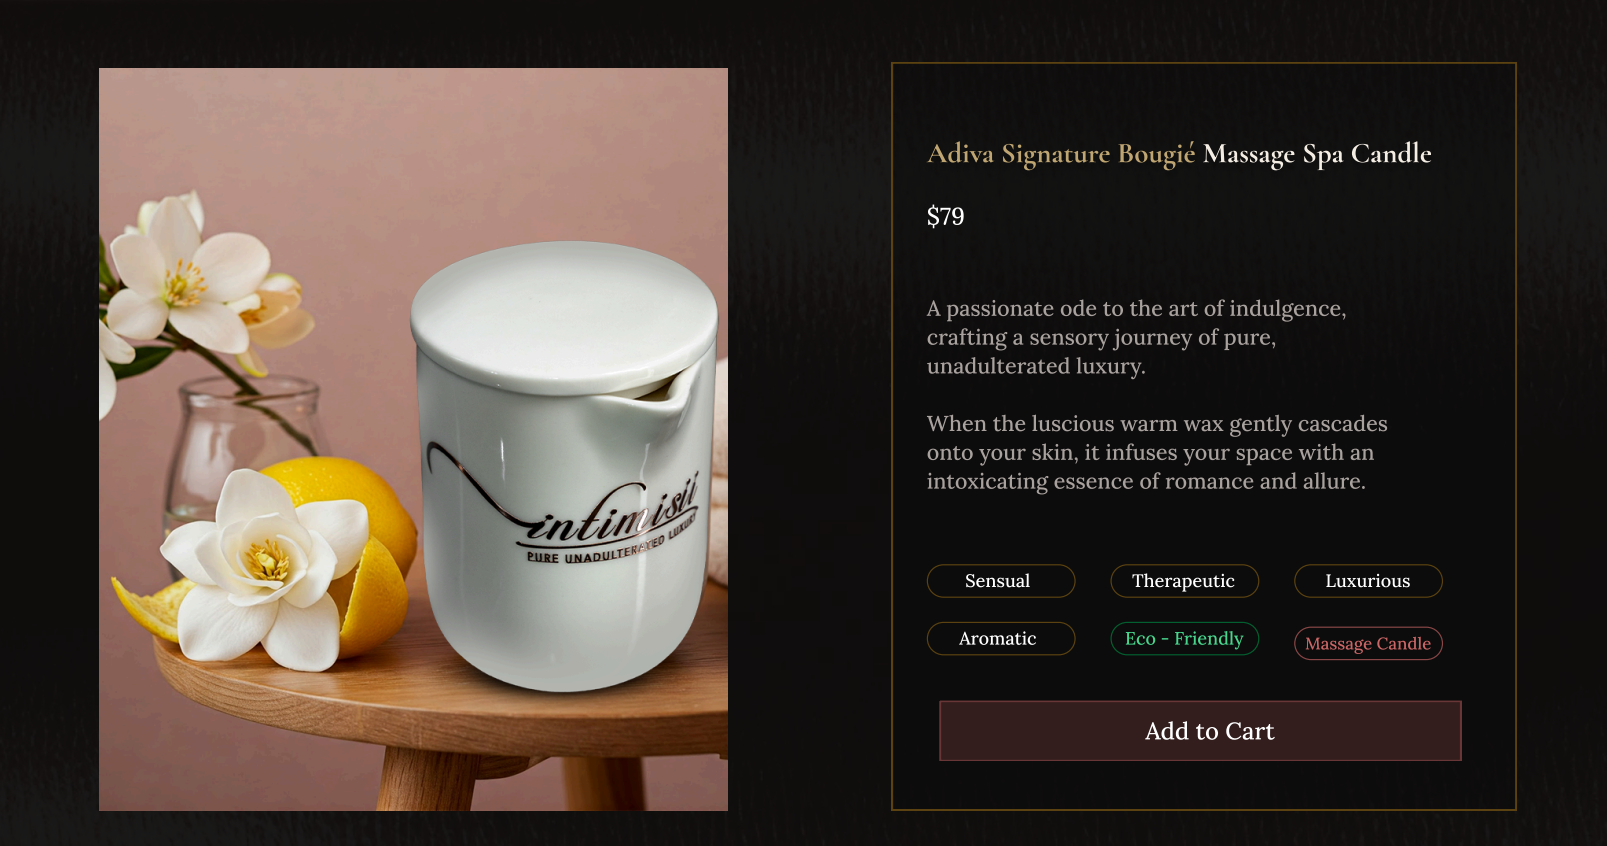 intimisii
PURE UNADULTERATED LUXURY
Adiva Signature Bougié Massage Spa Candle
$79
A passionate ode to the art of indulgence,
crafting a sensory journey of pure,
unadulterated luxury.
When the luscious warm wax gently cascades
onto your skin, it infuses your space with an
intoxicating essence of romance and allure.
Sensual
Therapeutic
Luxurious
Aromatic
Eco - Friendly
Massage Candle
Add to Cart